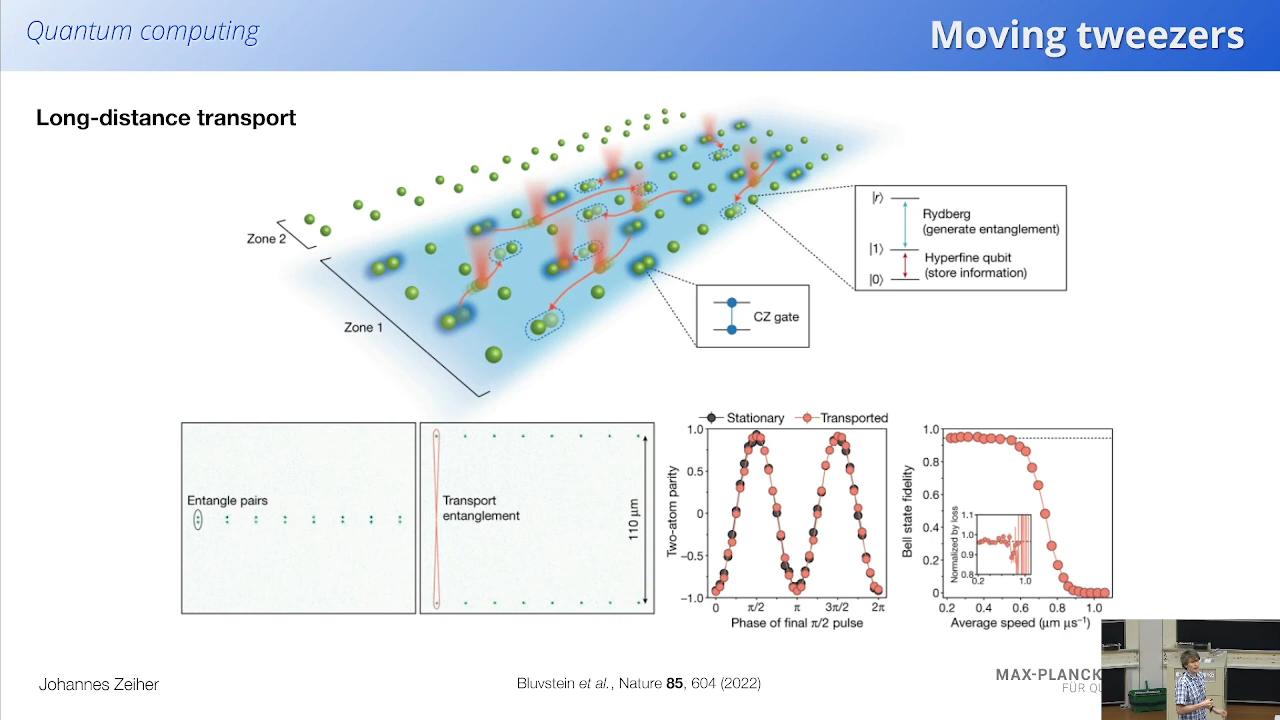 Quantum computing
Moving tweezers
Long-distance transport
Zone 2
Zone 1
|r⟩
Rydberg
(generate entanglement)
|1⟩
Hyperfine qubit
(store information)
|0⟩
CZ gate
Entangle pairs
Transport
entanglement
110 µm
Stationary
Transported
Two-atom parity
1.0
0.5
0
−0.5
−1.0
0
π/2
π
3π/2
2π
Phase of final π/2 pulse
Bell state fidelity
1.0
0.8
0.6
0.4
0.2
0
Normalized by loss
1.1
1.0
0.9
0.8
0.2
1.0
0.2
0.4
0.6
0.8
1.0
Average speed (µm µs⁻¹)
Johannes Zeiher
Bluvstein et al., Nature 85, 604 (2022)
MAX-PLANCK
FÜR QU